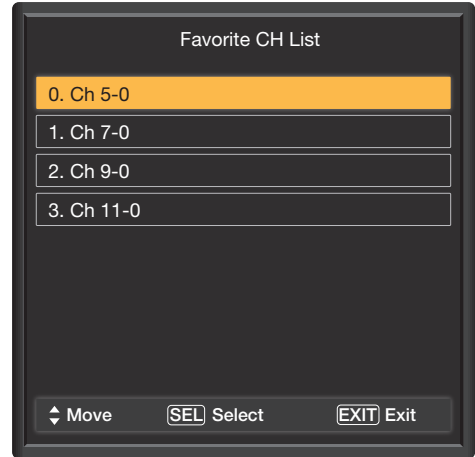 Favorite CH List
0. Ch 5-0
1. Ch 7-0
2. Ch 9-0
3. Ch 11-0
Move SEL Select EXIT Exit